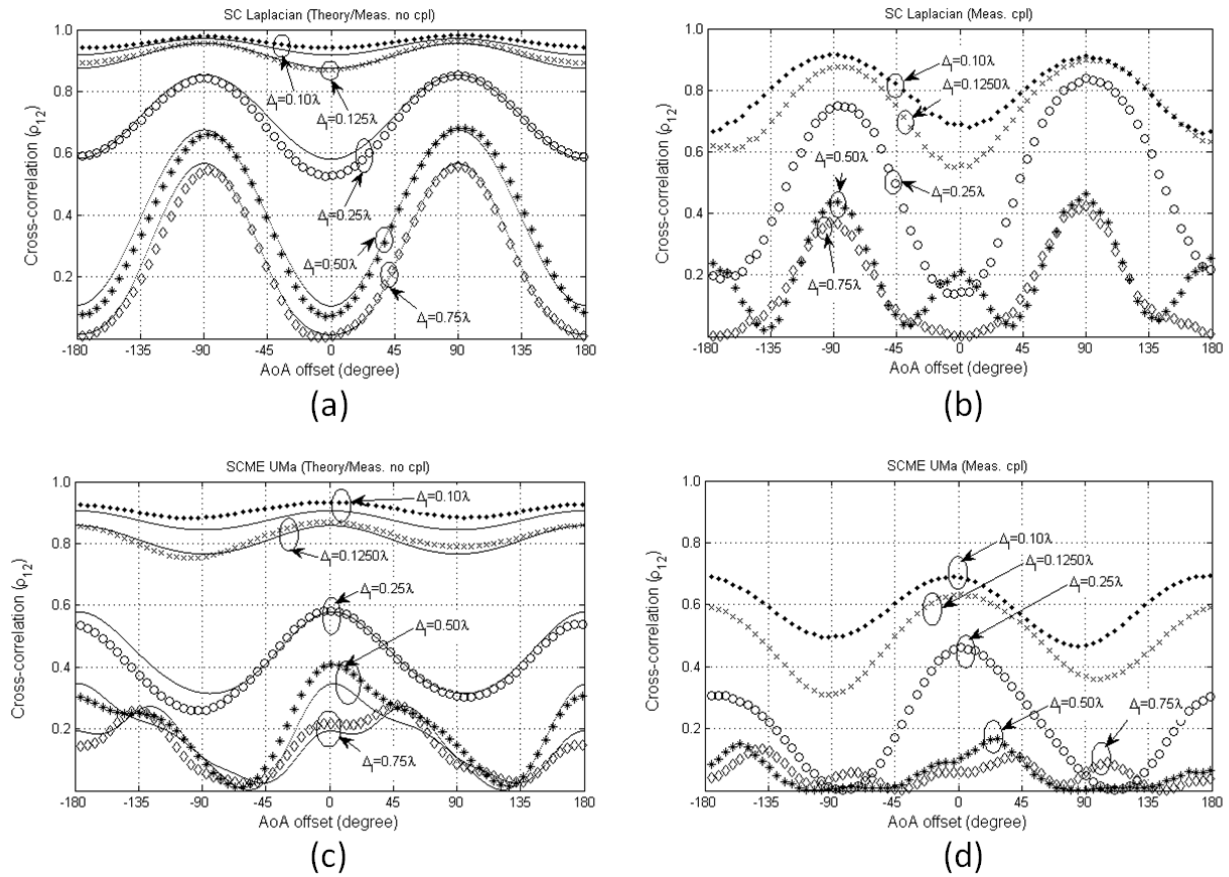 SC Laplacian (Theory/Meas. no cpl)
Cross-correlation (ρ12)
1.0
0.8
0.6
0.4
0.2
Δl=0.10λ
Δl=0.125λ
Δl=0.25λ
Δl=0.50λ
Δl=0.75λ
-180 -135 -90 -45 0 45 90 135 180
AoA offset (degree)
(a)
SC Laplacian (Meas. cpl)
Cross-correlation (ρ12)
1.0
0.8
0.6
0.4
0.2
Δl=0.10λ
Δl=0.1250λ
Δl=0.50λ
Δl=0.25λ
Δl=0.75λ
-180 -135 -90 -45 0 45 90 135 180
AoA offset (degree)
(b)
SCME UMa (Theory/Meas. no cpl)
Cross-correlation (ρ12)
1.0
0.8
0.6
0.4
0.2
Δl=0.10λ
Δl=0.1250λ
Δl=0.25λ
Δl=0.50λ
Δl=0.75λ
-180 -135 -90 -45 0 45 90 135 180
AoA offset (degree)
(c)
SCME UMa (Meas. cpl)
Cross-correlation (ρ12)
1.0
0.8
0.6
0.4
0.2
Δl=0.10λ
Δl=0.1250λ
Δl=0.25λ
Δl=0.50λ
Δl=0.75λ
-180 -135 -90 -45 0 45 90 135 180
AoA offset (degree)
(d)